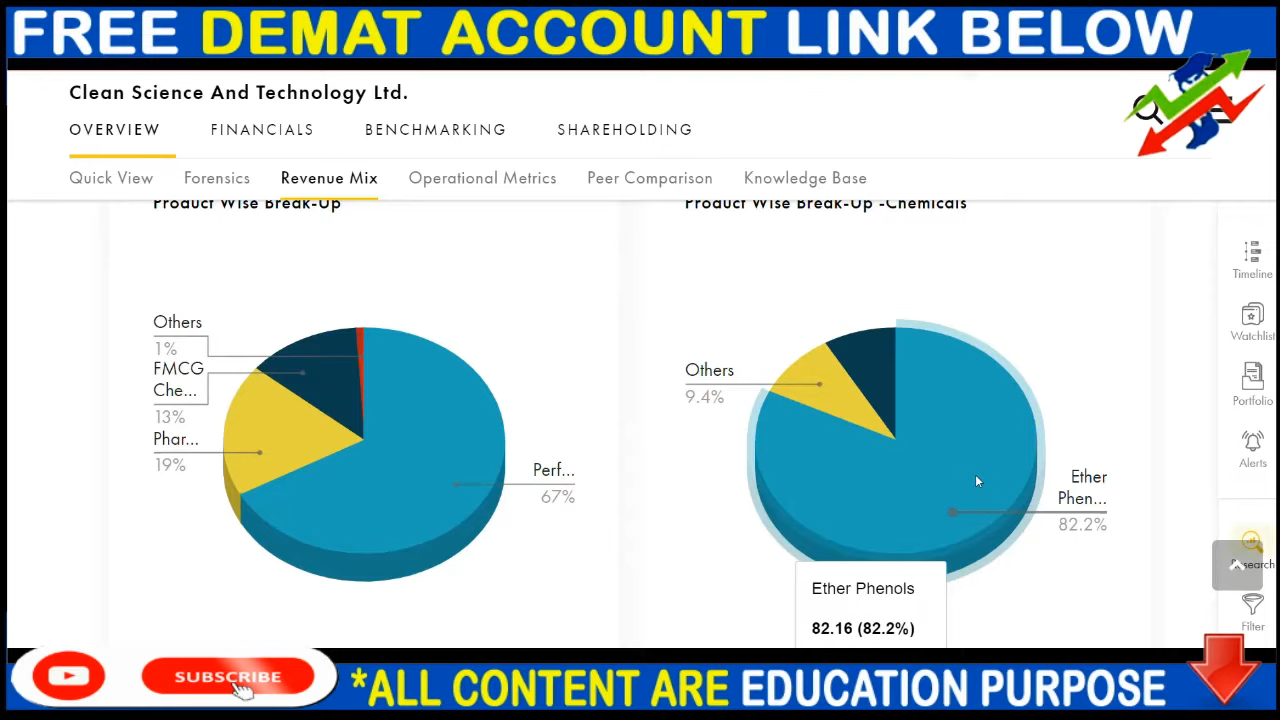 FREE DEMAT ACCOUNT LINK BELOW
Clean Science And Technology Ltd.
OVERVIEW FINANCIALS BENCHMARKING SHAREHOLDING
Quick View Forensics Revenue Mix Operational Metrics Peer Comparison Knowledge Base
Product Wise Break-Up
Others
1%
FMCG
Che...
13%
Phar...
19%
Perf...
67%
Product Wise Break-Up -Chemicals
Others
9.4%
Ether
Phen...
82.2%
Ether Phenols
82.16 (82.2%)
Timeline
Watchlist
Portfolio
Alerts
Research
Filter
SUBSCRIBE
*ALL CONTENT ARE EDUCATION PURPOSE